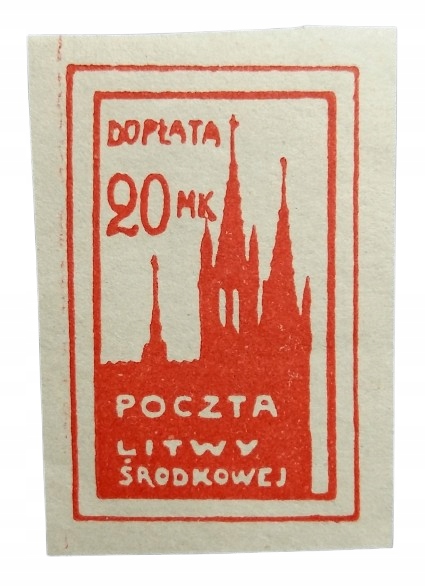 DOPŁATA
20 MK
POCZTA
LITWY
ŚRODKOWEJ